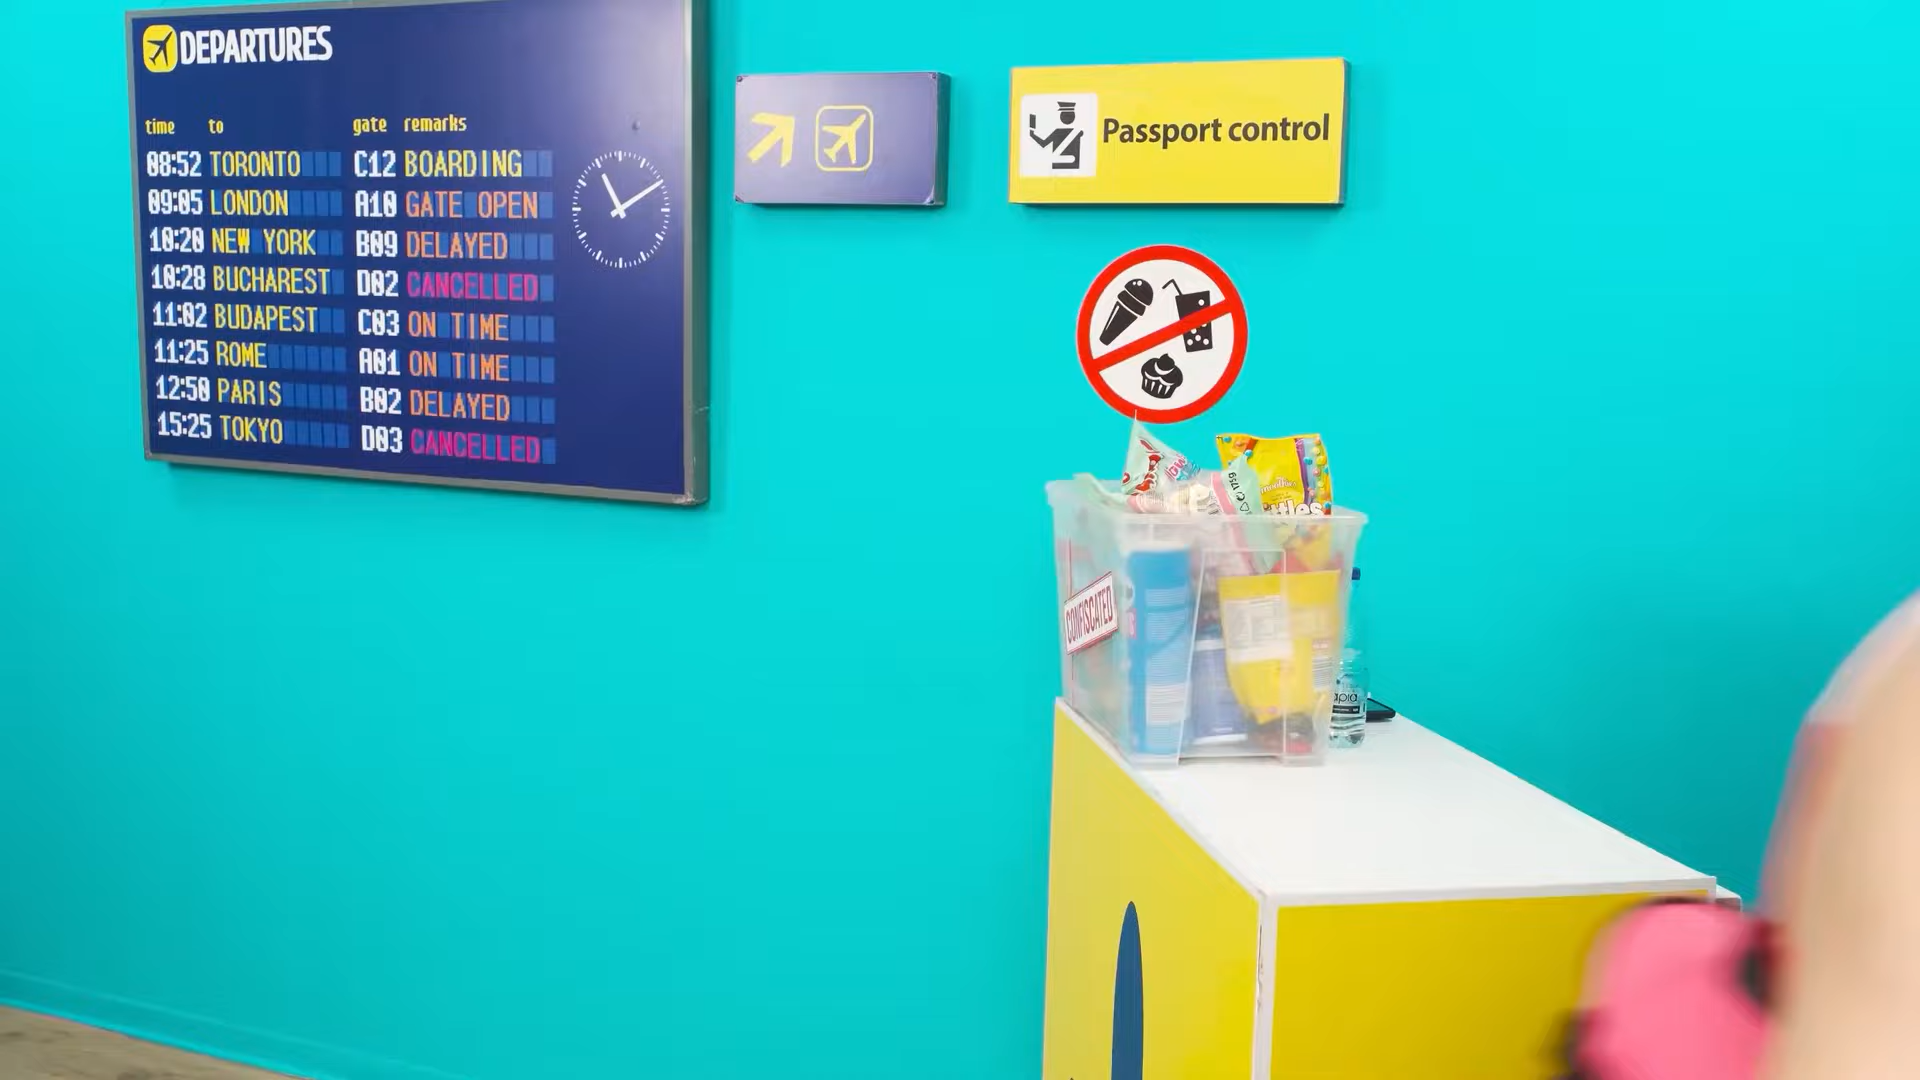 DEPARTURES
time to gate remarks
08:52 TORONTO C12 BOARDING
09:05 LONDON A10 GATE OPEN
10:20 NEW YORK B09 DELAYED
10:28 BUCHAREST D02 CANCELLED
11:02 BUDAPEST C03 ON TIME
11:25 ROME A01 ON TIME
12:50 PARIS B02 DELAYED
15:25 TOKYO D03 CANCELLED
Passport control
175g
CONFISCATED